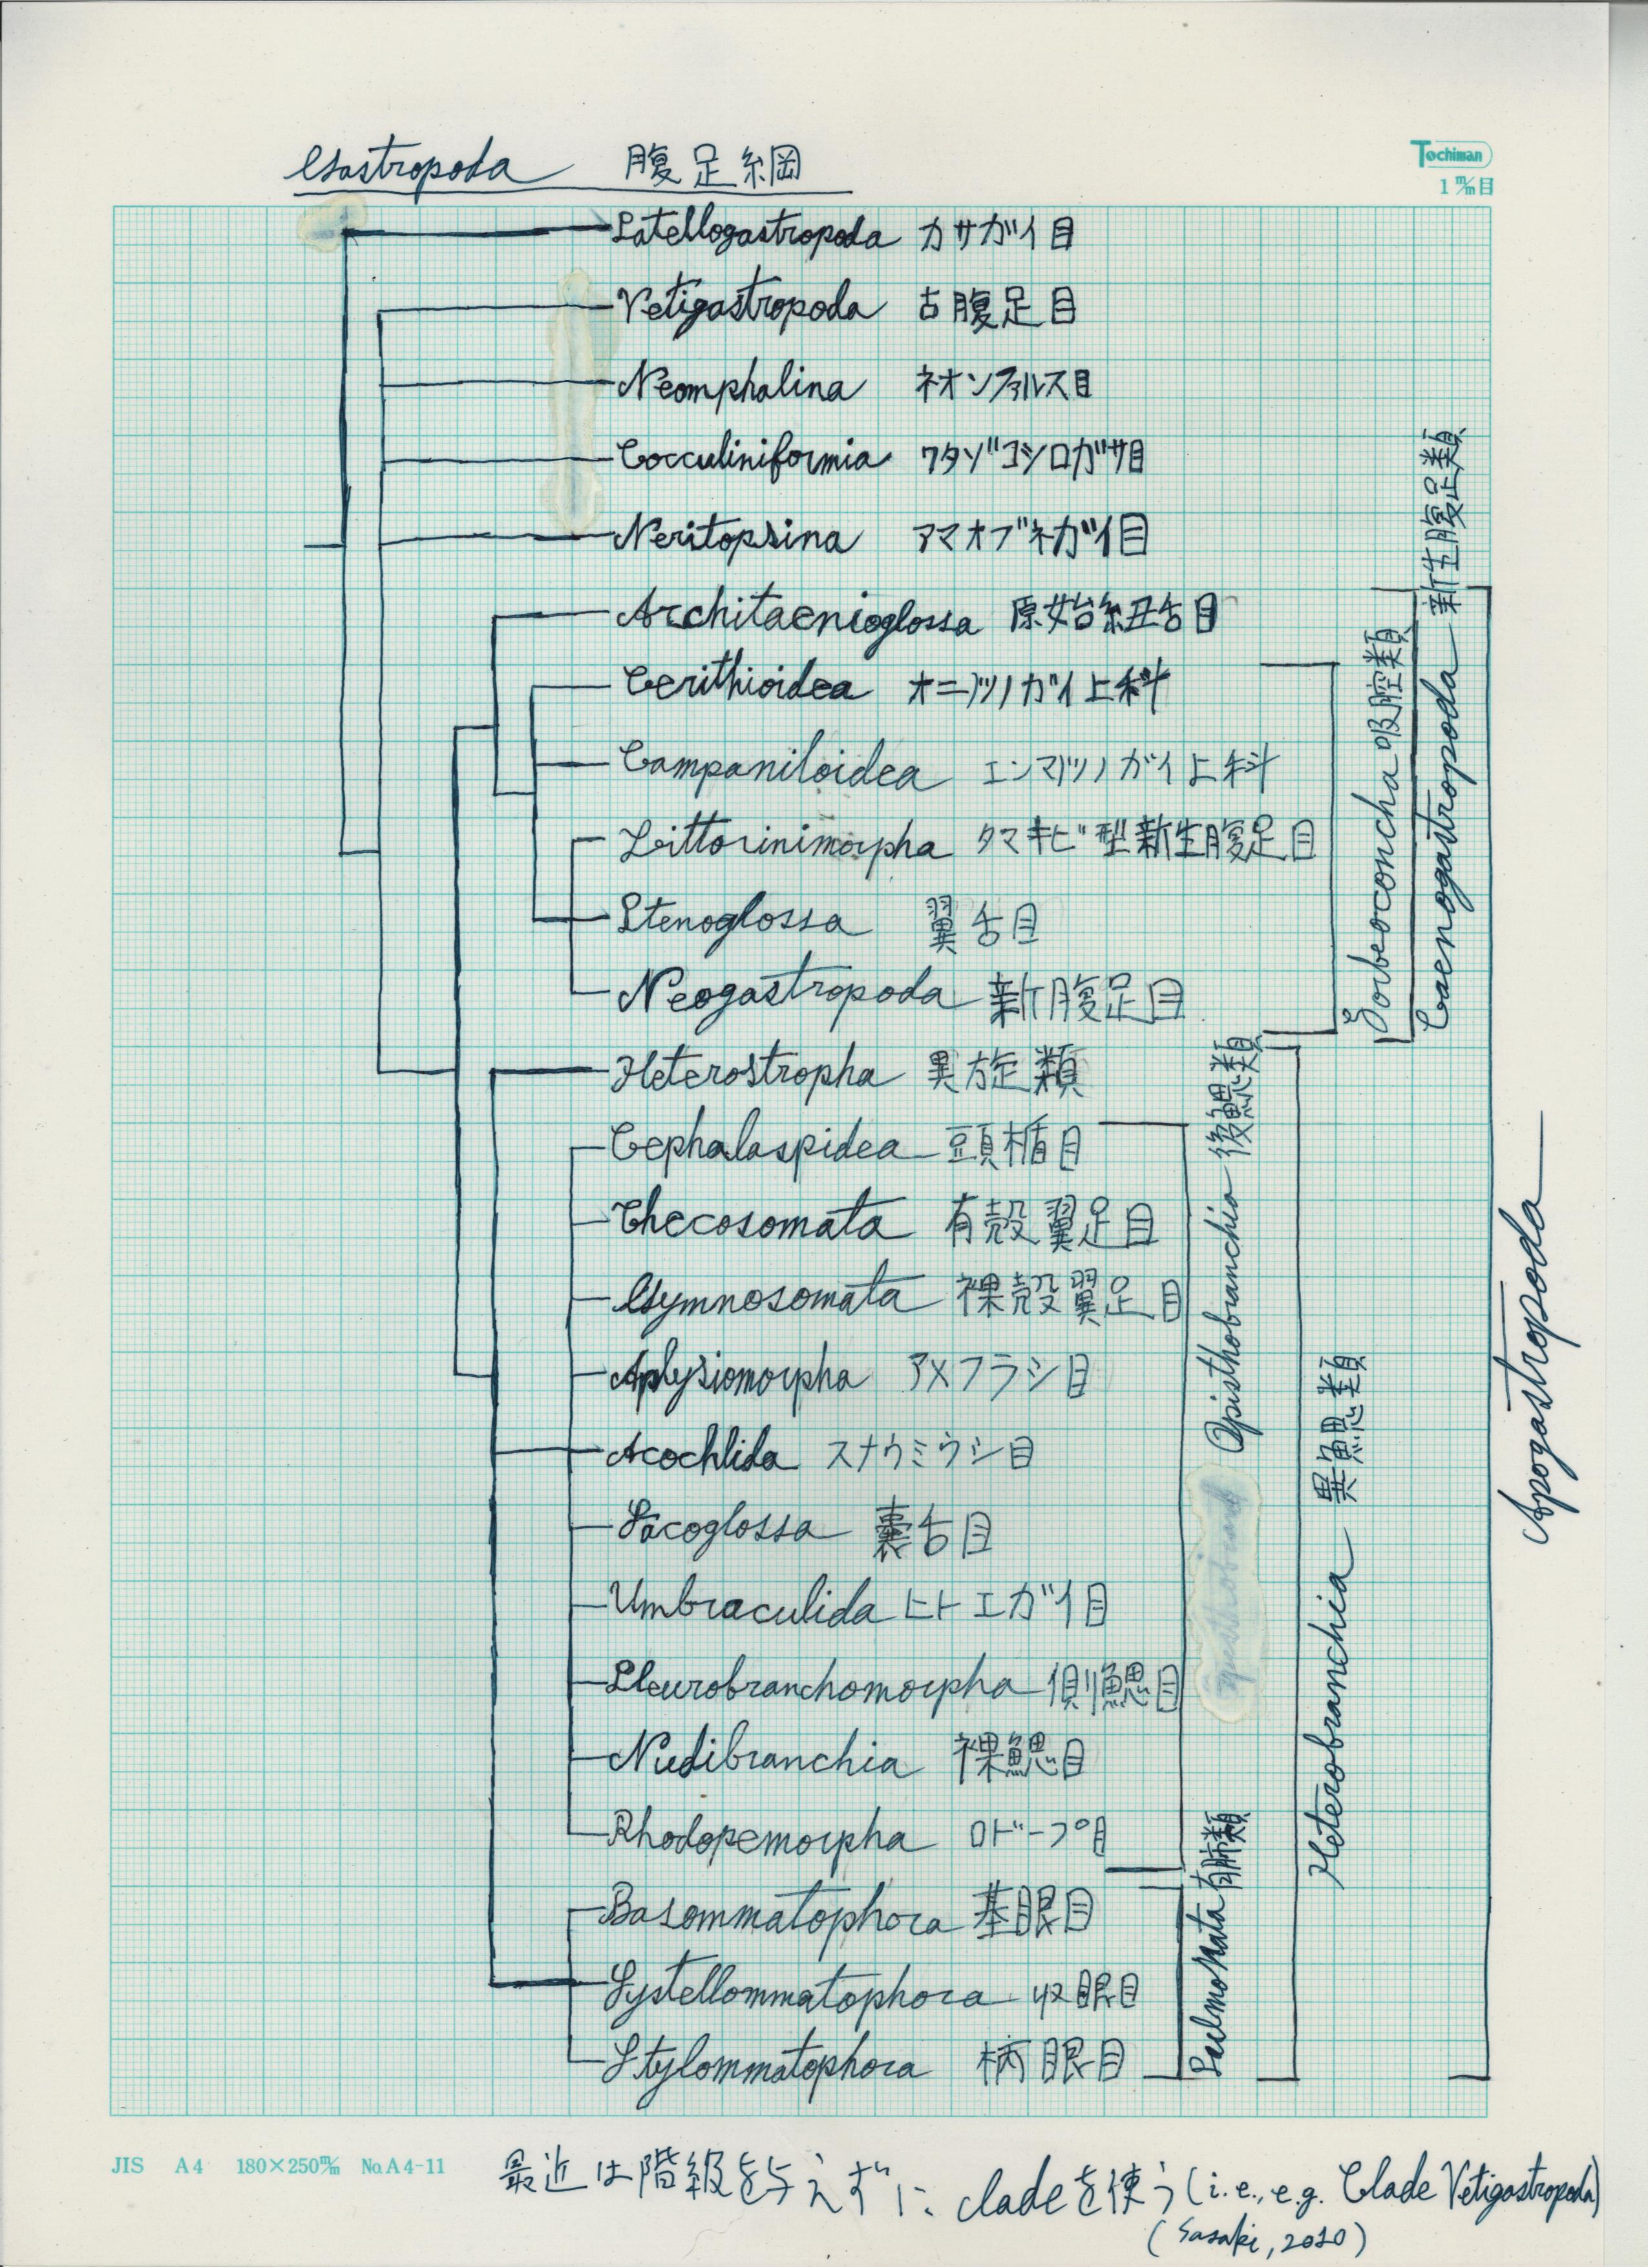 Gastropoda 腹足綱
Tochiman
1 m/m目
Patellogastropoda カサガイ目
Vetigastropoda 古腹足目
Neomphalina ネオンファルス目
Cocculiniformia ワタゾコシロガサ目
Neritopsina アマオブネガイ目
Architaenioglossa 原始紐舌目
Cerithioidea オニノツノガイ上科
Campaniloidea エンマノツノガイ上科
Littorinimorpha タマキビ型新生腹足目
Ptenoglossa 翼舌目
Neogastropoda 新腹足目
Heterostropha 異旋類
Cephalaspidea 頭楯目
Thecosomata 有殻翼足目
Gymnosomata 裸殻翼足目
Aplysiomorpha アメフラシ目
Acochlida スナウミウシ目
Sacoglossa 嚢舌目
Umbraculida ヒトエガイ目
Pleurobranchomorpha 側鰓目
Nudibranchia 裸鰓目
Rhodopemorpha ロドープ目
Basommatophora 基眼目
Systellommatophora 収眼目
Stylommatophora 柄眼目
Opisthobranchia 後鰓類
Pulmonata 有肺類
Heterobranchia 異鰓類
Sorbeoconcha 吸腔類
Caenogastropoda 新生腹足類
Apogastropoda
JIS A4 180×250m/m No.A4-11
最近は階級を与えずに、cladeを使う(i.e., e.g. Clade Vetigastropoda)
(Sasaki, 2010)